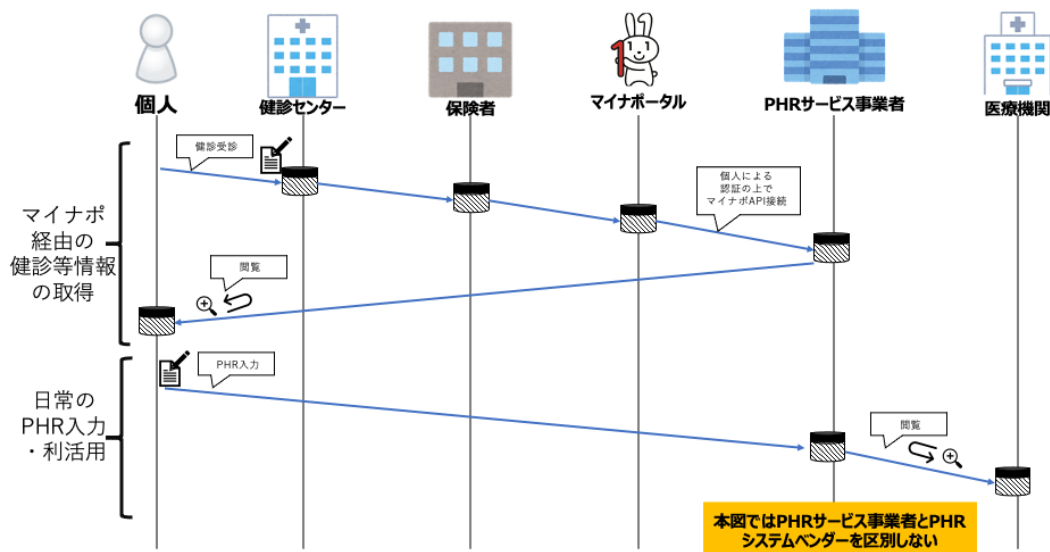 個人
健診センター
保険者
マイナポータル
PHRサービス事業者
医療機関
健診受診
個人による
認証の上で
マイナポAPI接続
マイナポ
経由の
健診等情報
の取得
閲覧
PHR入力
日常の
PHR入力
・利活用
閲覧
本図ではPHRサービス事業者とPHR
システムベンダーを区別しない